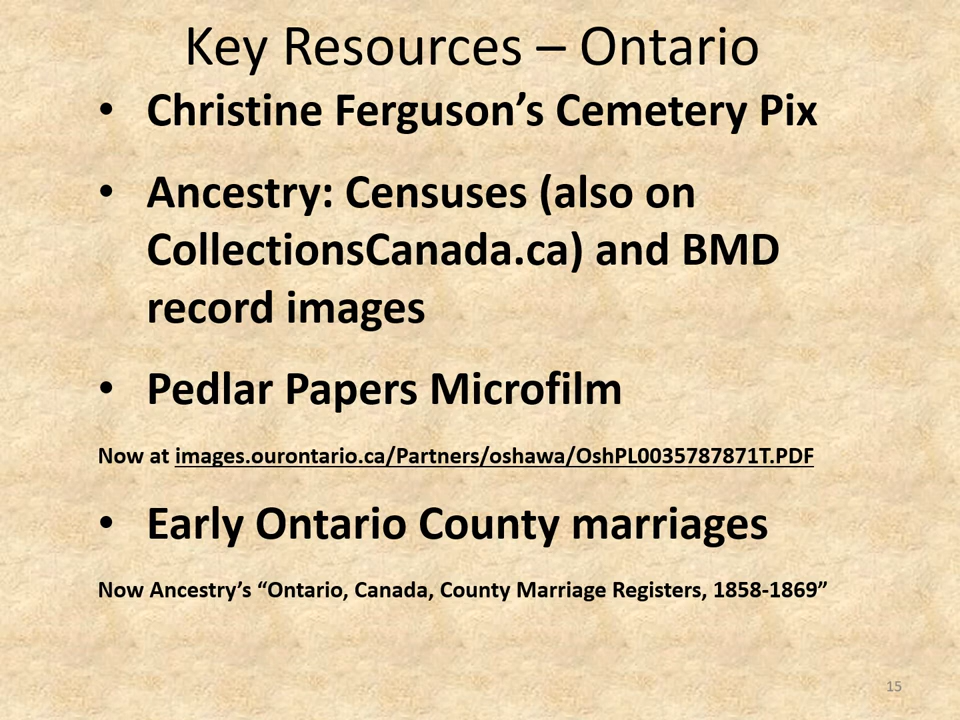 Key Resources – Ontario
• Christine Ferguson’s Cemetery Pix
• Ancestry: Censuses (also on
CollectionsCanada.ca) and BMD
record images
• Pedlar Papers Microfilm
Now at images.ourontario.ca/Partners/oshawa/OshPL0035787871T.PDF
• Early Ontario County marriages
Now Ancestry’s “Ontario, Canada, County Marriage Registers, 1858-1869”
15